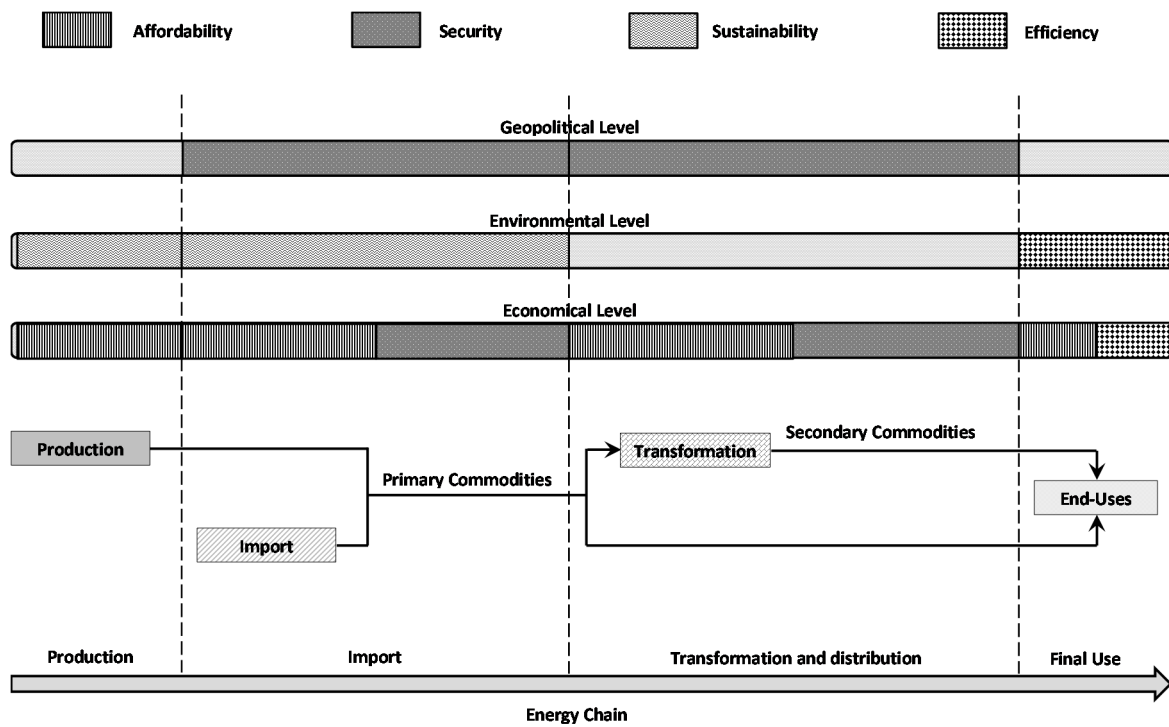 Affordability
Security
Sustainability
Efficiency
Geopolitical Level
Environmental Level
Economical Level
Production
Secondary Commodities
Transformation
Primary Commodities
End-Uses
Import
Production
Import
Transformation and distribution
Final Use
Energy Chain